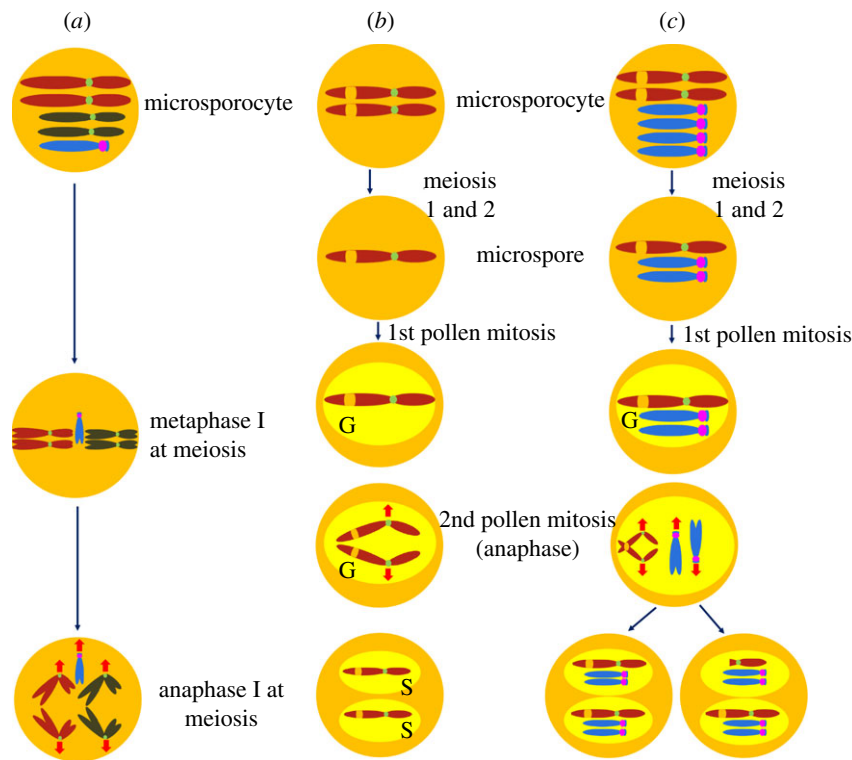 (a)
(b)
(c)
microsporocyte
microsporocyte
meiosis
1 and 2
meiosis
1 and 2
microspore
1st pollen mitosis
1st pollen mitosis
G
G
metaphase I
at meiosis
2nd pollen mitosis
(anaphase)
G
anaphase I at
meiosis
S
S